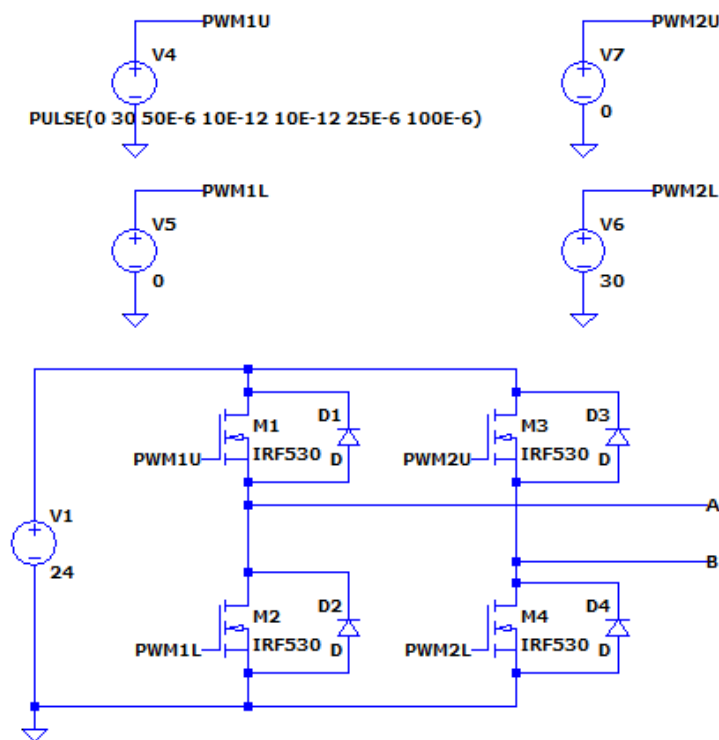 PWM1U
PWM2U
V4
V7
PULSE(0 30 50E-6 10E-12 10E-12 25E-6 100E-6)
0
PWM1L
PWM2L
V5
V6
0
30
D1
D3
M1
M3
IRF530
D
IRF530
D
PWM1U
PWM2U
A
V1
B
24
D2
D4
M2
M4
IRF530
D
IRF530
D
PWM1L
PWM2L